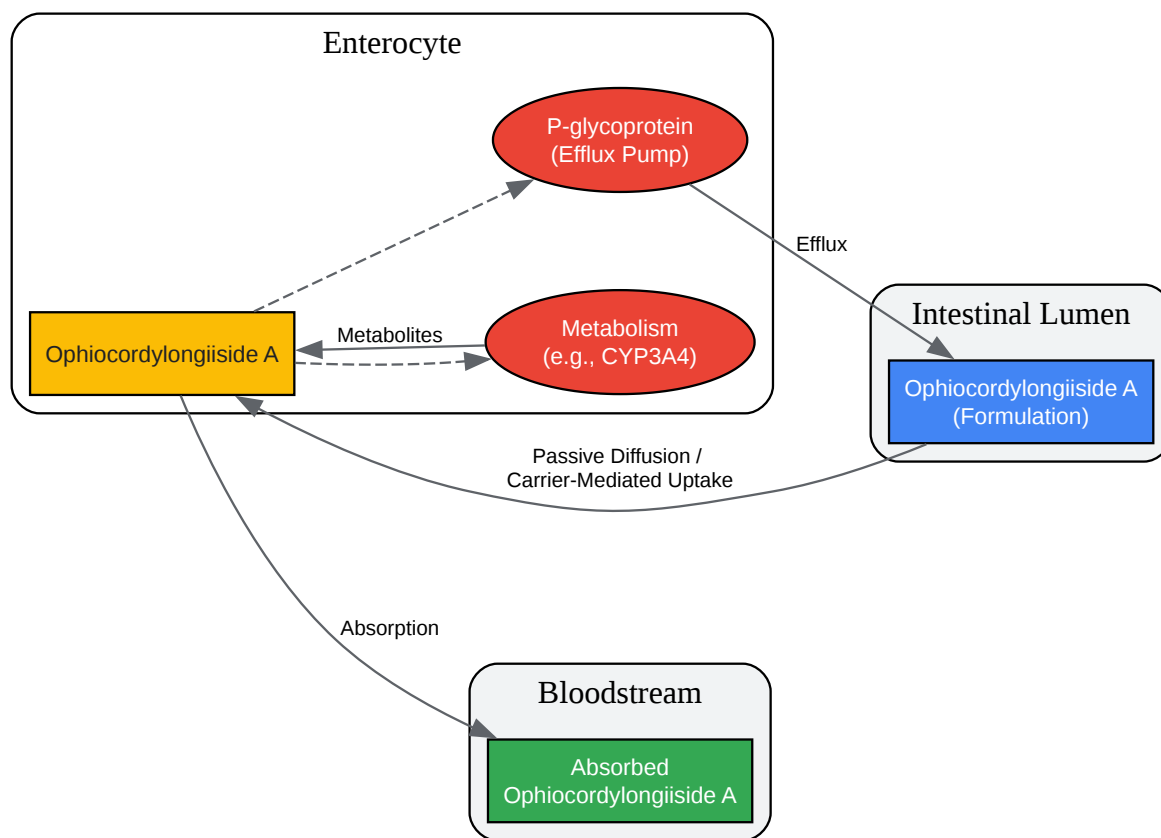 Enterocyte
P-glycoprotein
(Efflux Pump)
Efflux
Intestinal Lumen
Metabolites
Metabolism
(e.g., CYP3A4)
Ophiocordylongiiside A
Ophiocordylongiiside A
(Formulation)
Passive Diffusion /
Carrier-Mediated Uptake
Absorption
Bloodstream
Absorbed
Ophiocordylongiiside A